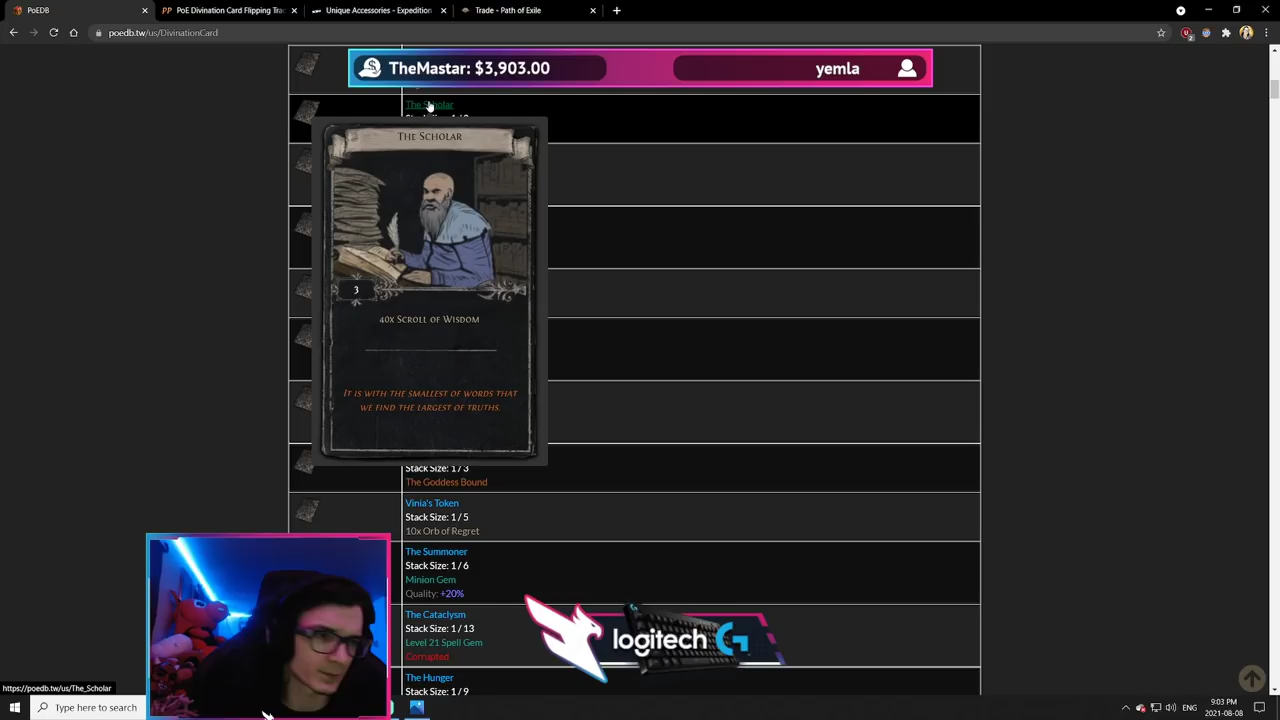 PoEDB
PoE Divination Card Flipping Trac
Unique Accessories - Expedition
Trade - Path of Exile
poedb.tw/us/DivinationCard
TheMastar: $3,903.00
yemla
The Scholar
THE SCHOLAR
3
40X SCROLL OF WISDOM
IT IS WITH THE SMALLEST OF WORDS THAT
WE FIND THE LARGEST OF TRUTHS.
Stack Size: 1 / 3
The Goddess Bound
Vinia's Token
Stack Size: 1 / 5
10x Orb of Regret
The Summoner
Stack Size: 1 / 6
Minion Gem
Quality: +20%
The Cataclysm
Stack Size: 1 / 13
Level 21 Spell Gem
Corrupted
The Hunger
Stack Size: 1 / 9
logitech G
https://poedb.tw/us/The_Scholar
Type here to search
ENG
9:03 PM
2021-08-08